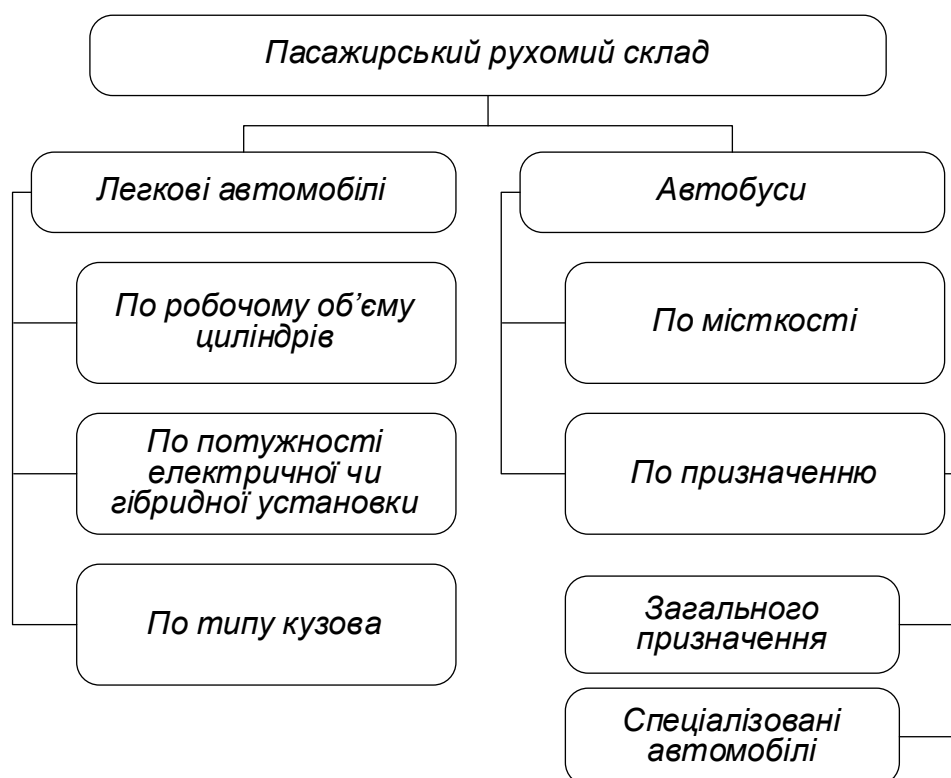 Пасажирський рухомий склад
Легкові автомобілі
По робочому об’єму
циліндрів
По потужності
електричної чи
гібридної установки
По типу кузова
Автобуси
По місткості
По призначенню
Загального
призначення
Спеціалізовані
автомобілі